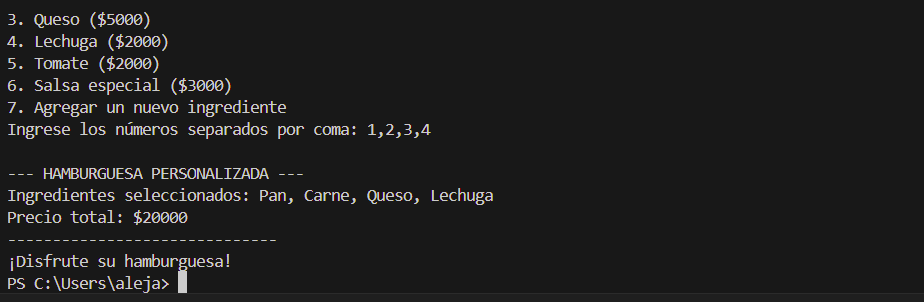 3. Queso ($5000)
4. Lechuga ($2000)
5. Tomate ($2000)
6. Salsa especial ($3000)
7. Agregar un nuevo ingrediente
Ingrese los números separados por coma: 1,2,3,4
--- HAMBURGUESA PERSONALIZADA ---
Ingredientes seleccionados: Pan, Carne, Queso, Lechuga
Precio total: $20000
------------------------------
¡Disfrute su hamburguesa!
PS C:\Users\aleja>